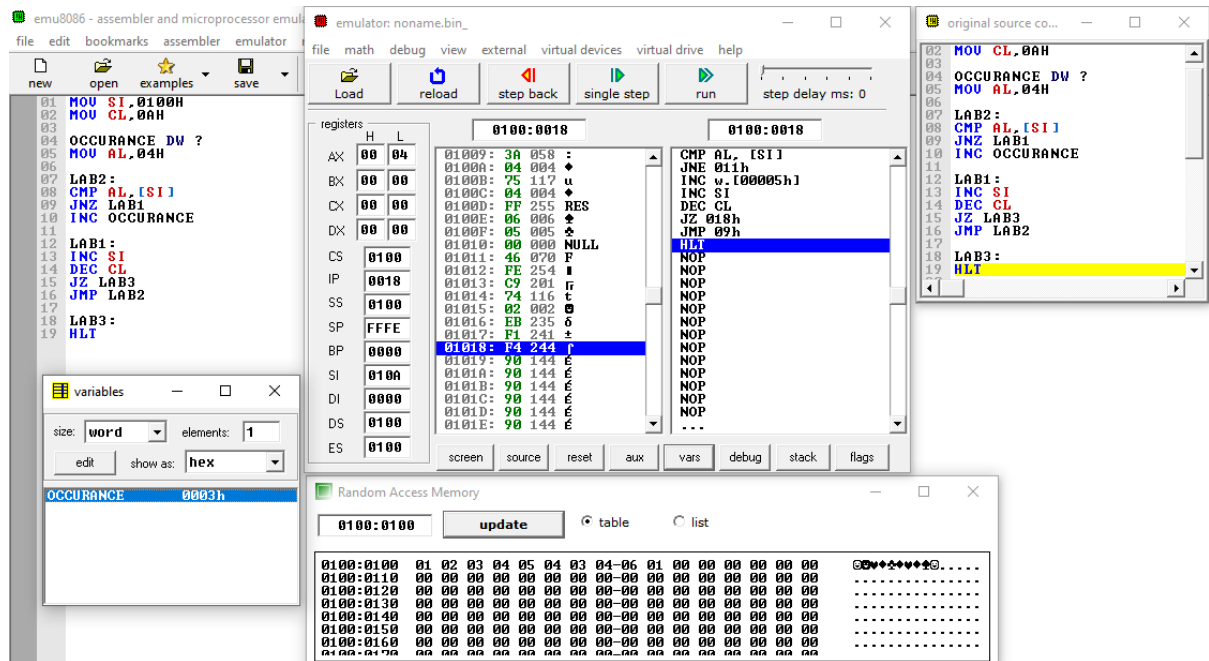 emu8086 - assembler and microprocessor emul
file edit bookmarks assembler emulator
new open examples save
01 MOV SI,0100H
02 MOV CL,0AH
03
04 OCCURANCE DW ?
05 MOV AL,04H
06
07 LAB2:
08 CMP AL,[SI]
09 JNZ LAB1
10 INC OCCURANCE
11
12 LAB1:
13 INC SI
14 DEC CL
15 JZ LAB3
16 JMP LAB2
17
18 LAB3:
19 HLT
emulator: noname.bin_
file math debug view external virtual devices virtual drive help
Load reload step back single step run step delay ms: 0
registers
H L
AX 00 04
BX 00 00
CX 00 00
DX 00 00
CS 0100
IP 0018
SS 0100
SP FFFE
BP 0000
SI 010A
DI 0000
DS 0100
ES 0100
0100:0018
01009: 3A 058 :
0100A: 04 004 ♦
0100B: 75 117 u
0100C: 04 004 ♦
0100D: FF 255 RES
0100E: 06 006 ♠
0100F: 05 005 ♣
01010: 00 000 NULL
01011: 46 070 F
01012: FE 254 ■
01013: C9 201 ╔
01014: 74 116 t
01015: 02 002 ☻
01016: EB 235 δ
01017: F1 241 ±
01018: F4 244 ⌠
01019: 90 144 É
0101A: 90 144 É
0101B: 90 144 É
0101C: 90 144 É
0101D: 90 144 É
0101E: 90 144 É
0100:0018
CMP AL, [SI]
JNE 011h
INC w.[00005h]
INC SI
DEC CL
JZ 018h
JMP 09h
HLT
NOP
NOP
NOP
NOP
NOP
NOP
NOP
NOP
NOP
NOP
NOP
NOP
NOP
...
screen source reset aux vars debug stack flags
original source co...
02 MOV CL,0AH
03
04 OCCURANCE DW ?
05 MOV AL,04H
06
07 LAB2:
08 CMP AL,[SI]
09 JNZ LAB1
10 INC OCCURANCE
11
12 LAB1:
13 INC SI
14 DEC CL
15 JZ LAB3
16 JMP LAB2
17
18 LAB3:
19 HLT
variables
size: word elements: 1
edit show as: hex
OCCURANCE 0003h
Random Access Memory
0100:0100 update table list
0100:0100 01 02 03 04 05 04 03 04-06 01 00 00 00 00 00 00 ☺☻♥♦♣♦♥♦♠☺......
0100:0110 00 00 00 00 00 00 00 00-00 00 00 00 00 00 00 00 ................
0100:0120 00 00 00 00 00 00 00 00-00 00 00 00 00 00 00 00 ................
0100:0130 00 00 00 00 00 00 00 00-00 00 00 00 00 00 00 00 ................
0100:0140 00 00 00 00 00 00 00 00-00 00 00 00 00 00 00 00 ................
0100:0150 00 00 00 00 00 00 00 00-00 00 00 00 00 00 00 00 ................
0100:0160 00 00 00 00 00 00 00 00-00 00 00 00 00 00 00 00 ................